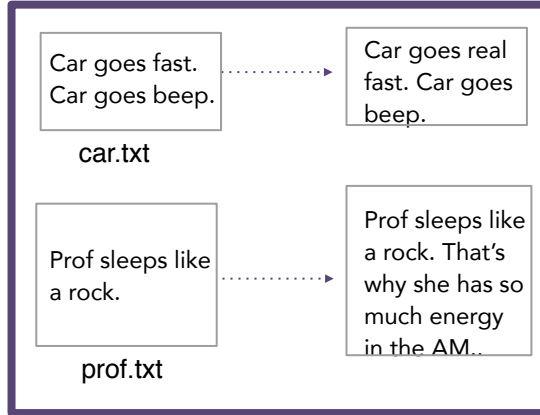 Car goes fast.
Car goes beep.
car.txt
Car goes real
fast. Car goes
beep.
Prof sleeps like
a rock.
prof.txt
Prof sleeps like
a rock. That's
why she has so
much energy
in the AM..